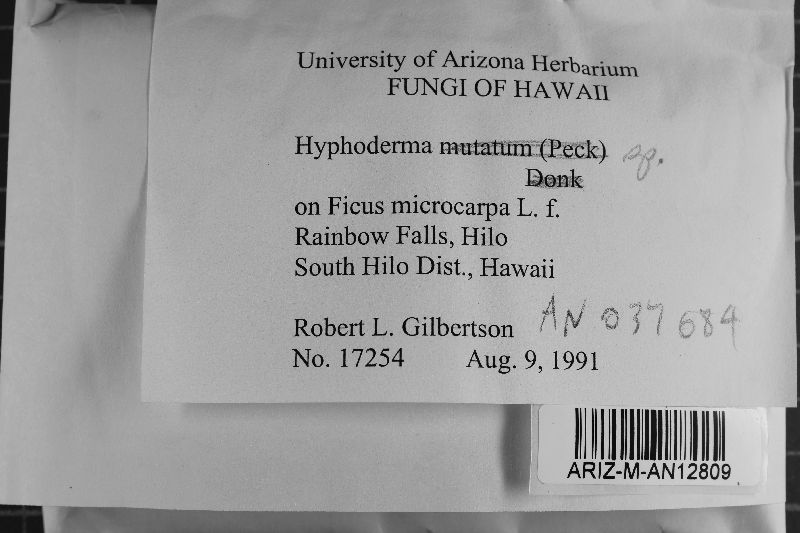 University of Arizona Herbarium
FUNGI OF HAWAII
Hyphoderma mutatum (Peck) sp.
Donk
on Ficus microcarpa L. f.
Rainbow Falls, Hilo
South Hilo Dist., Hawaii
Robert L. Gilbertson AN 037684
No. 17254 Aug. 9, 1991
ARIZ-M-AN12809